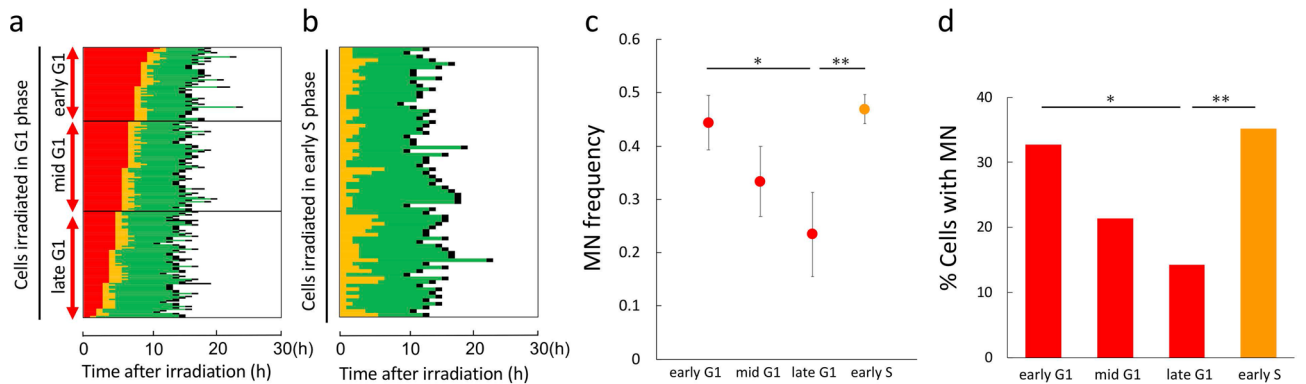 a
Cells irradiated in G1 phase
early G1
mid G1
late G1
0 10 20 30(h)
Time after irradiation (h)
b
Cells irradiated in early S phase
0 10 20 30(h)
Time after irradiation (h)
c
MN frequency
0.6
0.5
0.4
0.3
0.2
0.1
0
* **
early G1 mid G1 late G1 early S
d
% Cells with MN
40
30
20
10
0
* **
early G1 mid G1 late G1 early S